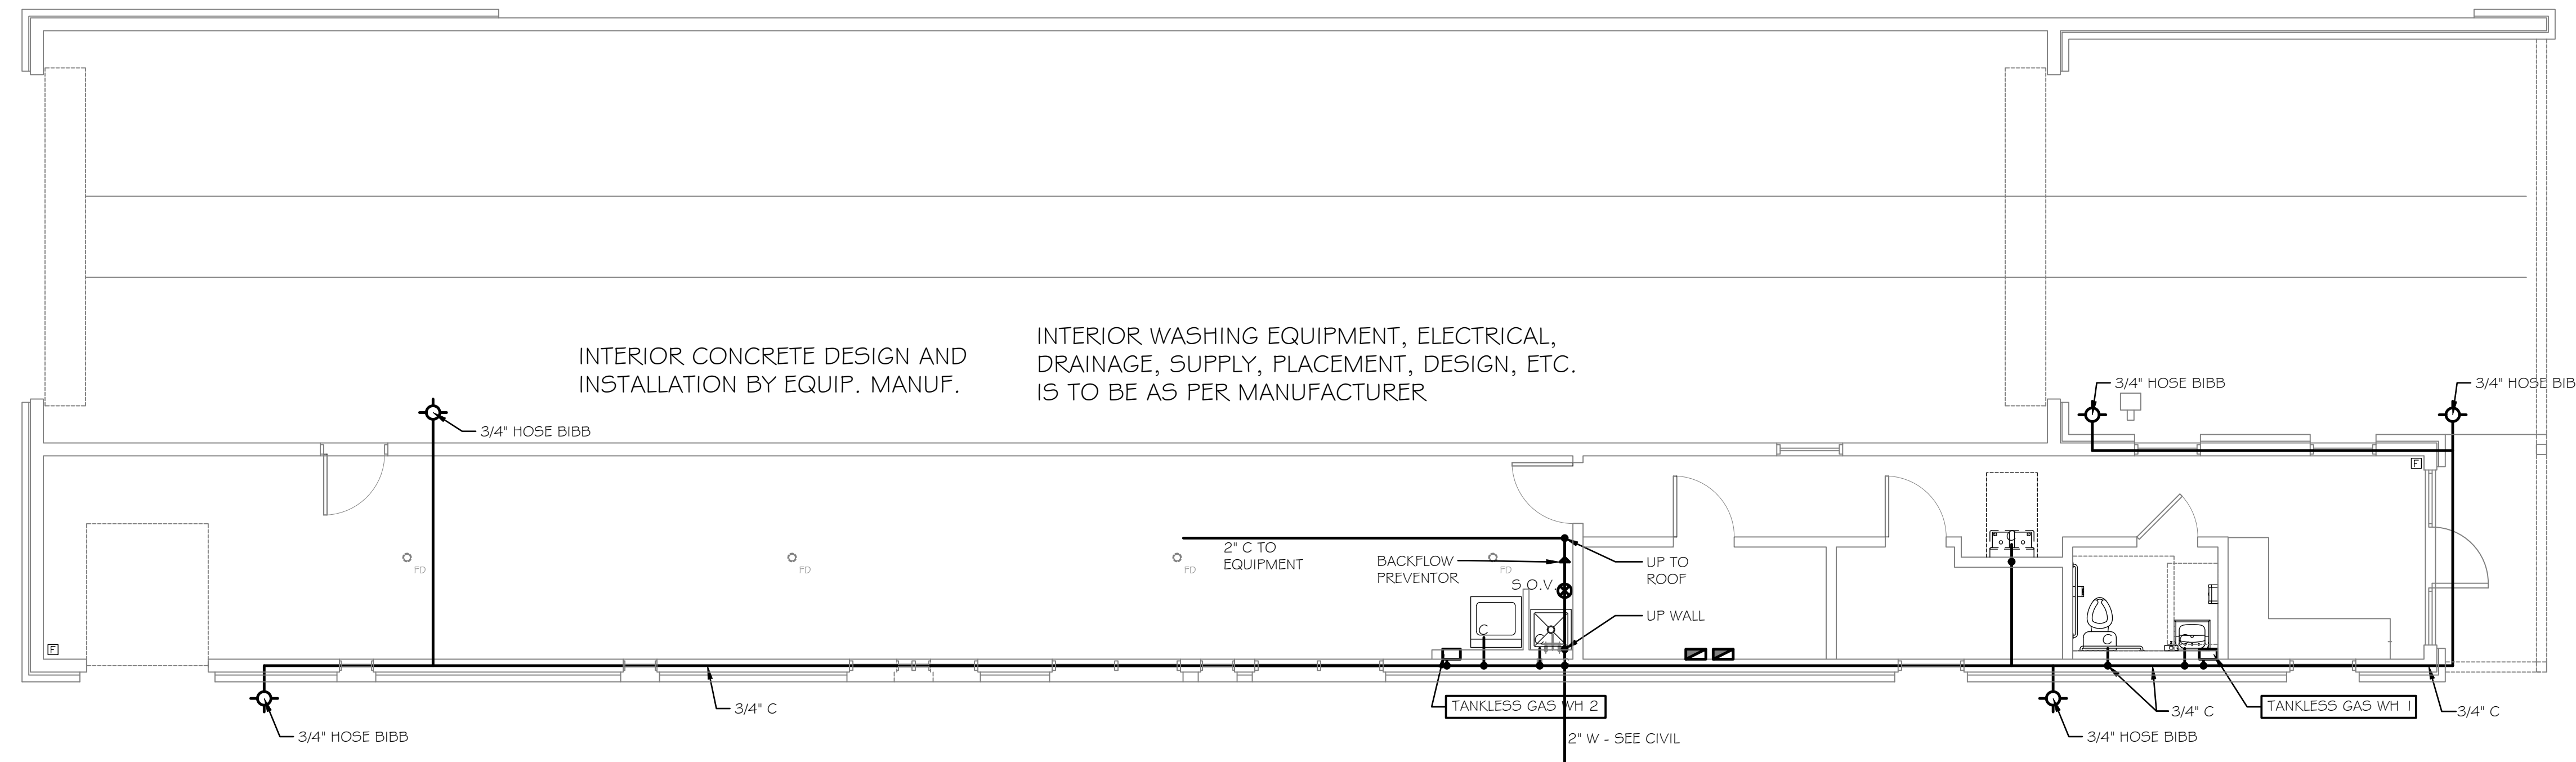 INTERIOR CONCRETE DESIGN AND
INSTALLATION BY EQUIP. MANUF.
INTERIOR WASHING EQUIPMENT, ELECTRICAL,
DRAINAGE, SUPPLY, PLACEMENT, DESIGN, ETC.
IS TO BE AS PER MANUFACTURER
3/4" HOSE BIBB
3/4" HOSE BIB
3/4" HOSE BIBB
F
2" C TO
EQUIPMENT
BACKFLOW
PREVENTOR
UP TO
ROOF
FD
FD
FD
FD
S.O.V.
UP WALL
C
C
C
C
C
F
TANKLESS GAS WH 2
TANKLESS GAS WH 1
3/4" C
3/4" C
3/4" C
3/4" HOSE BIBB
3/4" HOSE BIBB
2" W - SEE CIVIL